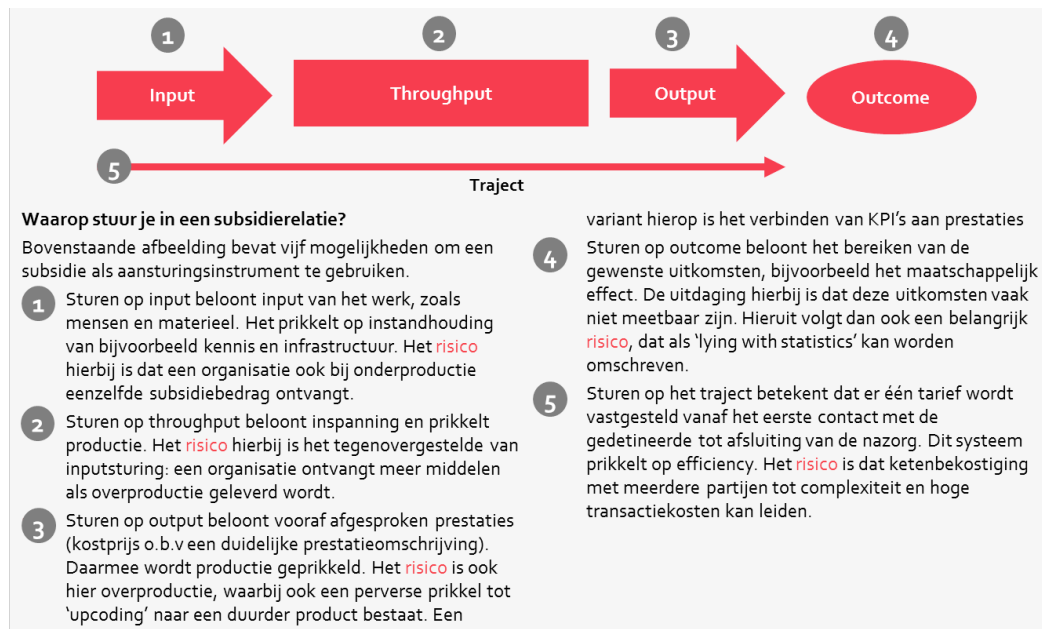 1
2
3
4
Input
Throughput
Output
Outcome
5
Traject
Waarop stuur je in een subsidierelatie?
Bovenstaande afbeelding bevat vijf mogelijkheden om een
subsidie als aansturingsinstrument te gebruiken.
1
Sturen op input beloont input van het werk, zoals
mensen en materieel. Het prikkelt op instandhouding
van bijvoorbeeld kennis en infrastructuur. Het risico
hierbij is dat een organisatie ook bij onderproductie
eenzelfde subsidiebedrag ontvangt.
2
Sturen op throughput beloont inspanning en prikkelt
productie. Het risico hierbij is het tegenovergestelde van
inputsturing: een organisatie ontvangt meer middelen
als overproductie geleverd wordt.
3
Sturen op output beloont vooraf afgesproken prestaties
(kostprijs o.b.v een duidelijke prestatieomschrijving).
Daarmee wordt productie geprikkeld. Het risico is ook
hier overproductie, waarbij ook een perverse prikkel tot
‘upcoding’ naar een duurder product bestaat. Een
variant hierop is het verbinden van KPI’s aan prestaties
4
Sturen op outcome beloont het bereiken van de
gewenste uitkomsten, bijvoorbeeld het maatschappelijk
effect. De uitdaging hierbij is dat deze uitkomsten vaak
niet meetbaar zijn. Hieruit volgt dan ook een belangrijk
risico, dat als ‘lying with statistics’ kan worden
omschreven.
5
Sturen op het traject betekent dat er één tarief wordt
vastgesteld vanaf het eerste contact met de
gedetineerde tot afsluiting van de nazorg. Dit systeem
prikkelt op efficiency. Het risico is dat ketenbekostiging
met meerdere partijen tot complexiteit en hoge
transactiekosten kan leiden.